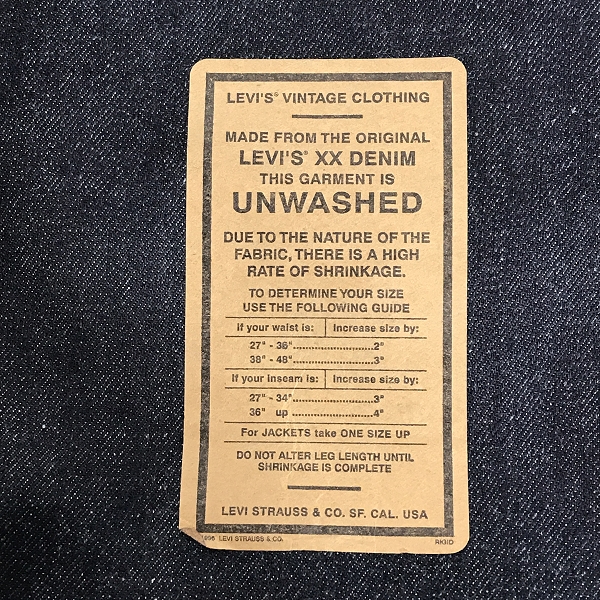 LEVI'S® VINTAGE CLOTHING
MADE FROM THE ORIGINAL
LEVI'S® XX DENIM
THIS GARMENT IS
UNWASHED
DUE TO THE NATURE OF THE
FABRIC, THERE IS A HIGH
RATE OF SHRINKAGE.
TO DETERMINE YOUR SIZE
USE THE FOLLOWING GUIDE
If your waist is: Increase size by:
27" - 36"..............................2"
38" - 48"..............................3"
If your inseam is: Increase size by:
27" - 34"..............................3"
36" up ..............................4"
For JACKETS take ONE SIZE UP
DO NOT ALTER LEG LENGTH UNTIL
SHRINKAGE IS COMPLETE
LEVI STRAUSS & CO. SF. CAL. USA
LEVI STRAUSS & CO.